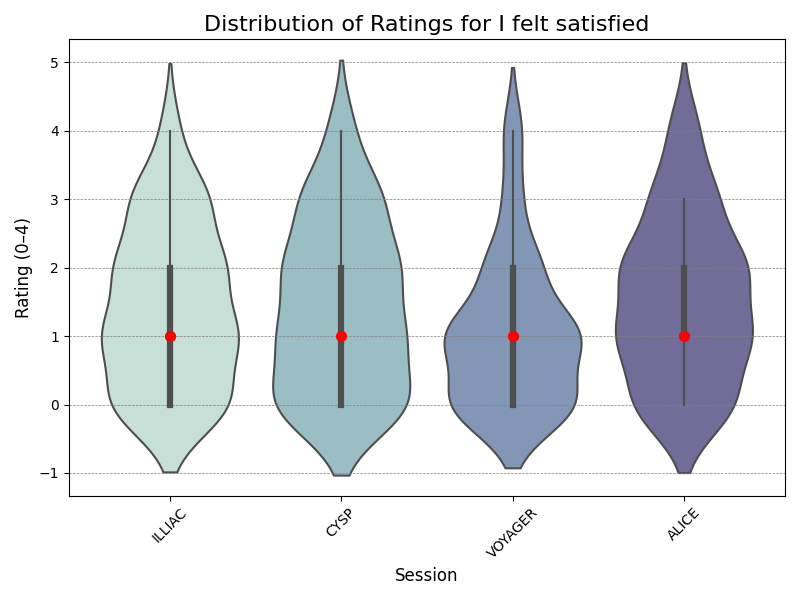 Distribution of Ratings for I felt satisfied
5
4
3
2
1
0
−1
Rating (0–4)
ILLIAC
CYSP
VOYAGER
ALICE
Session